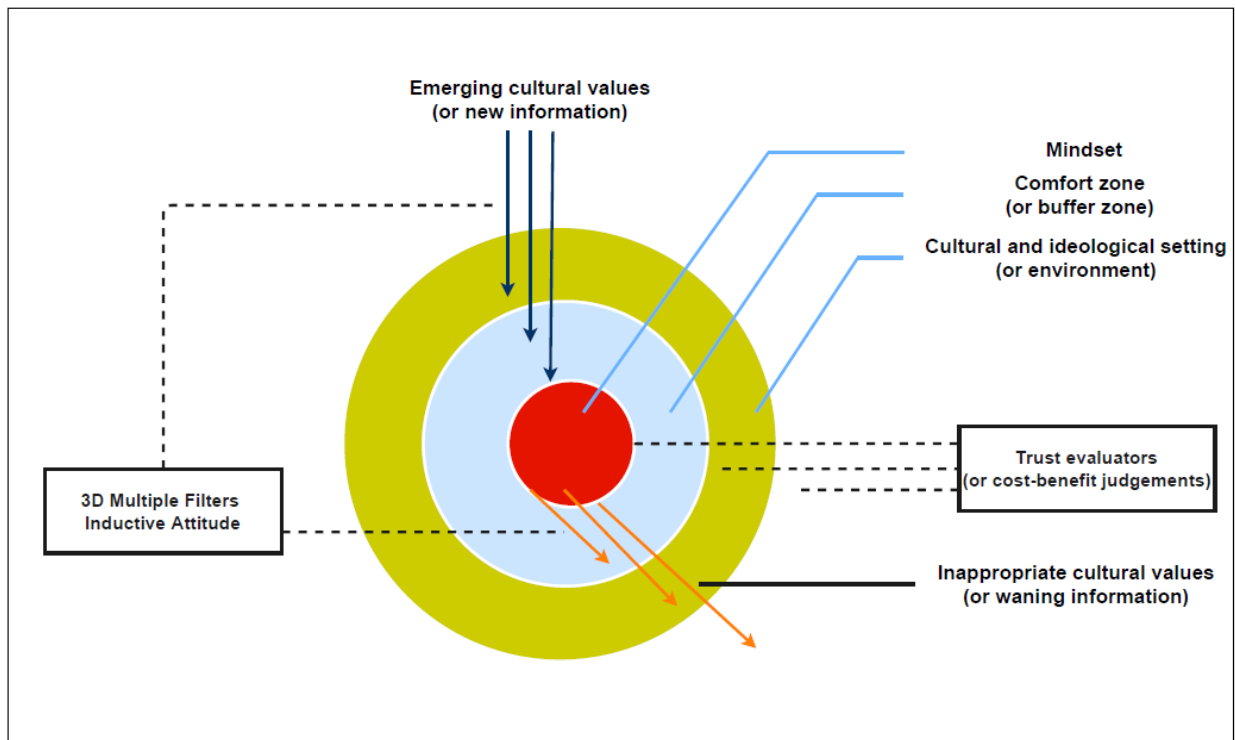 Emerging cultural values
(or new information)
Mindset
Comfort zone
(or buffer zone)
Cultural and ideological setting
(or environment)
Trust evaluators
(or cost-benefit judgements)
3D Multiple Filters
Inductive Attitude
Inappropriate cultural values
(or waning information)